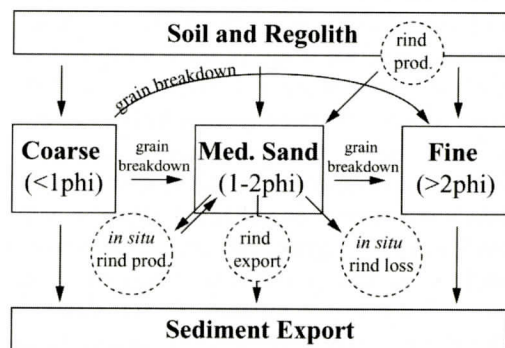 Soil and Regolith
rind
prod.
grain breakdown
Coarse
(<1phi)
grain
breakdown
Med. Sand
(1-2phi)
grain
breakdown
Fine
(>2phi)
in situ
rind prod.
rind
export
in situ
rind loss
Sediment Export